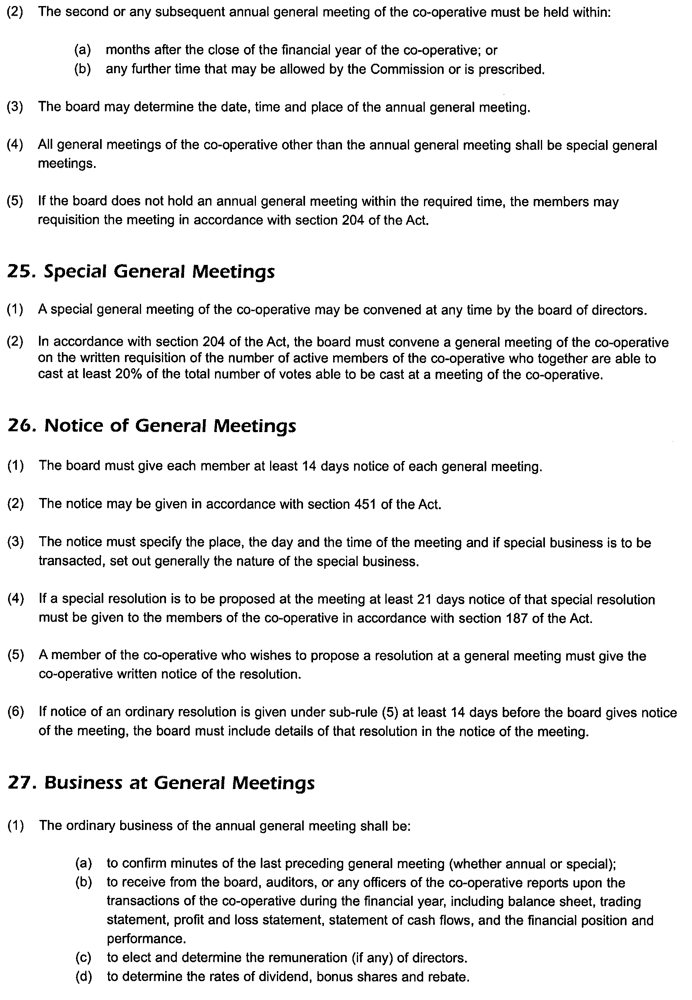 (2) The second or any subsequent annual general meeting of the co-operative must be held within:
(a) months after the close of the financial year of the co-operative; or
(b) any further time that may be allowed by the Commission or is prescribed.
(3) The board may determine the date, time and place of the annual general meeting.
(4) All general meetings of the co-operative other than the annual general meeting shall be special general
meetings.
(5) If the board does not hold an annual general meeting within the required time, the members may
requisition the meeting in accordance with section 204 of the Act.
25. Special General Meetings
(1) A special general meeting of the co-operative may be convened at any time by the board of directors.
(2) In accordance with section 204 of the Act, the board must convene a general meeting of the co-operative
on the written requisition of the number of active members of the co-operative who together are able to
cast at least 20% of the total number of votes able to be cast at a meeting of the co-operative.
26. Notice of General Meetings
(1) The board must give each member at least 14 days notice of each general meeting.
(2) The notice may be given in accordance with section 451 of the Act.
(3) The notice must specify the place, the day and the time of the meeting and if special business is to be
transacted, set out generally the nature of the special business.
(4) If a special resolution is to be proposed at the meeting at least 21 days notice of that special resolution
must be given to the members of the co-operative in accordance with section 187 of the Act.
(5) A member of the co-operative who wishes to propose a resolution at a general meeting must give the
co-operative written notice of the resolution.
(6) If notice of an ordinary resolution is given under sub-rule (5) at least 14 days before the board gives notice
of the meeting, the board must include details of that resolution in the notice of the meeting.
27. Business at General Meetings
(1) The ordinary business of the annual general meeting shall be:
(a) to confirm minutes of the last preceding general meeting (whether annual or special);
(b) to receive from the board, auditors, or any officers of the co-operative reports upon the
transactions of the co-operative during the financial year, including balance sheet, trading
statement, profit and loss statement, statement of cash flows, and the financial position and
performance.
(c) to elect and determine the remuneration (if any) of directors.
(d) to determine the rates of dividend, bonus shares and rebate.